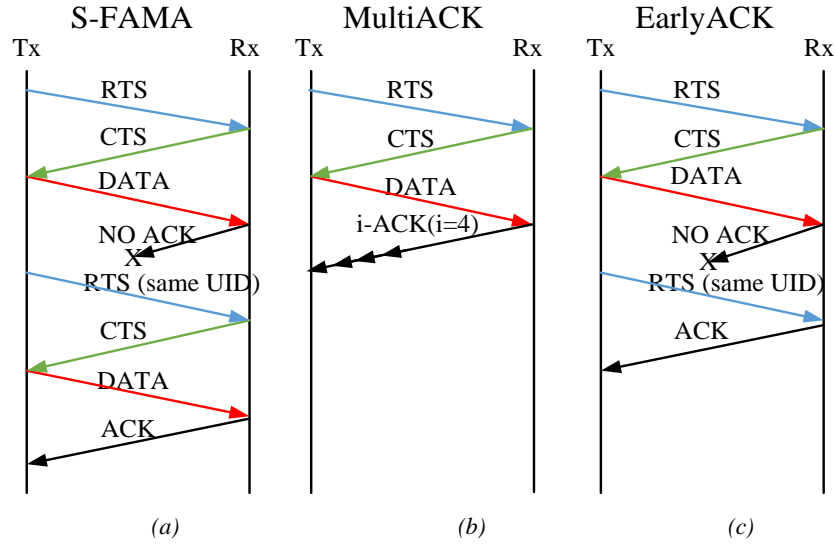 S-FAMA
Tx Rx
RTS
CTS
DATA
NO ACK
X
RTS (same UID)
CTS
DATA
ACK
(a)
MultiACK
Tx Rx
RTS
CTS
DATA
i-ACK(i=4)
(b)
EarlyACK
Tx Rx
RTS
CTS
DATA
NO ACK
X
RTS (same UID)
ACK
(c)